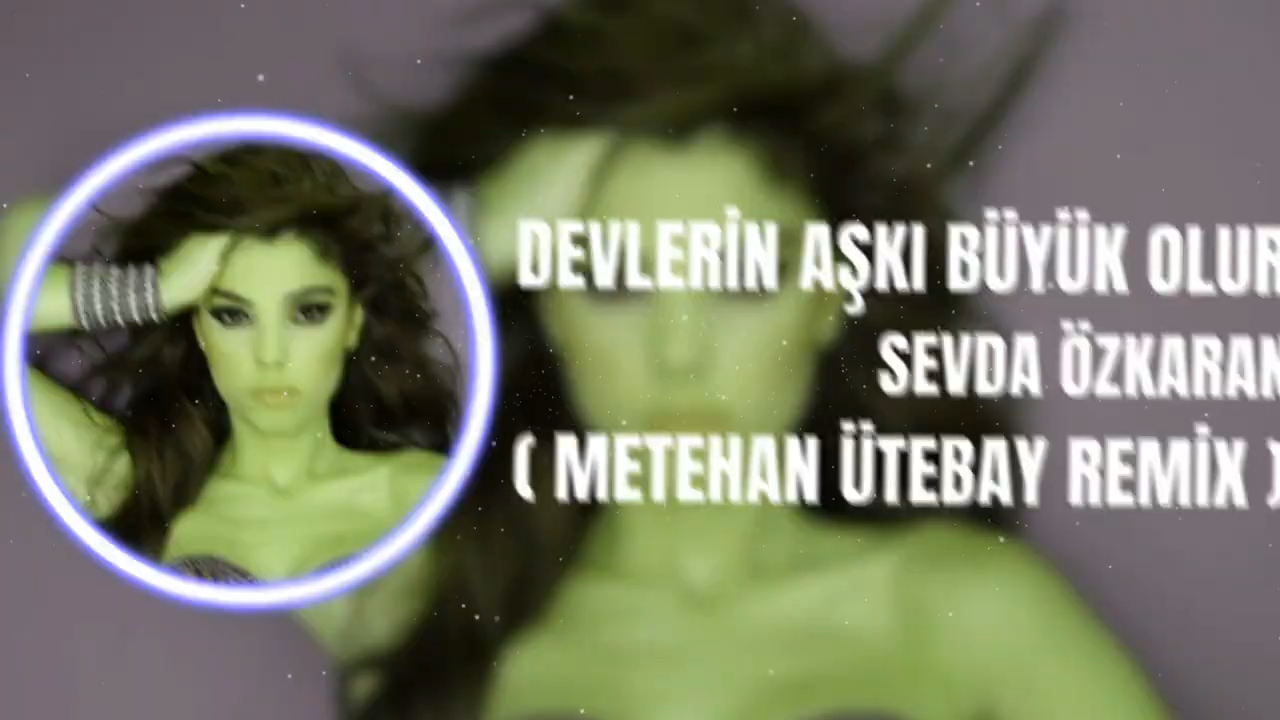 DEVLERİN AŞKI BÜYÜK OLUR
SEVDA ÖZKARAN
( METEHAN ÜTEBAY REMİX )